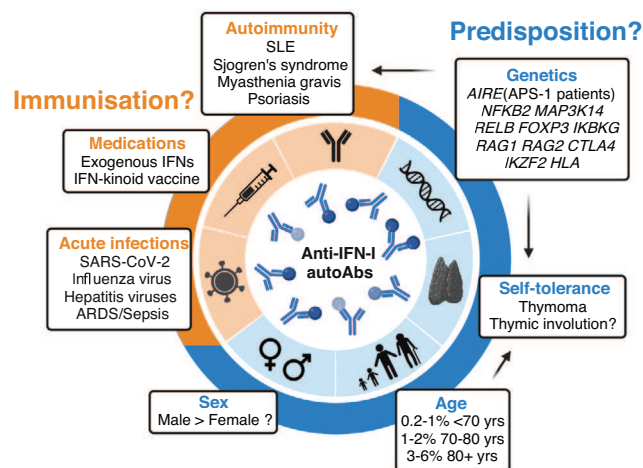 Predisposition?
Immunisation?
Autoimmunity
SLE
Sjogren's syndrome
Myasthenia gravis
Psoriasis
Genetics
AIRE(APS-1 patients)
NFKB2 MAP3K14
RELB FOXP3 IKBKG
RAG1 RAG2 CTLA4
IKZF2 HLA
Medications
Exogenous IFNs
IFN-kinoid vaccine
Acute infections
SARS-CoV-2
Influenza virus
Hepatitis viruses
ARDS/Sepsis
Anti-IFN-I
autoAbs
Self-tolerance
Thymoma
Thymic involution?
Sex
Male > Female ?
Age
0.2-1% <70 yrs
1-2% 70-80 yrs
3-6% 80+ yrs